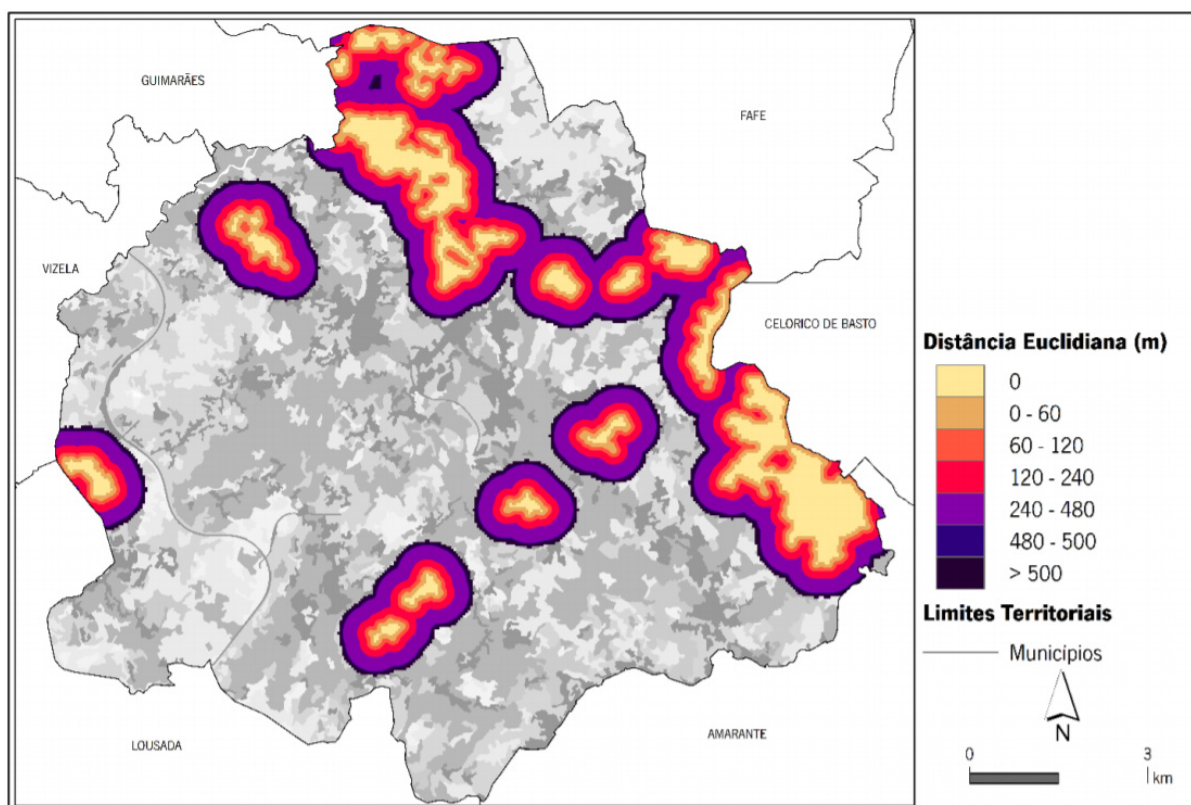 GUIMARÃES
FAFE
VIZELA
CELORICO DE BASTO
LOUSADA
AMARANTE
Distância Euclidiana (m)
0
0 - 60
60 - 120
120 - 240
240 - 480
480 - 500
> 500
Limites Territoriais
Municípios
N
0 3
km